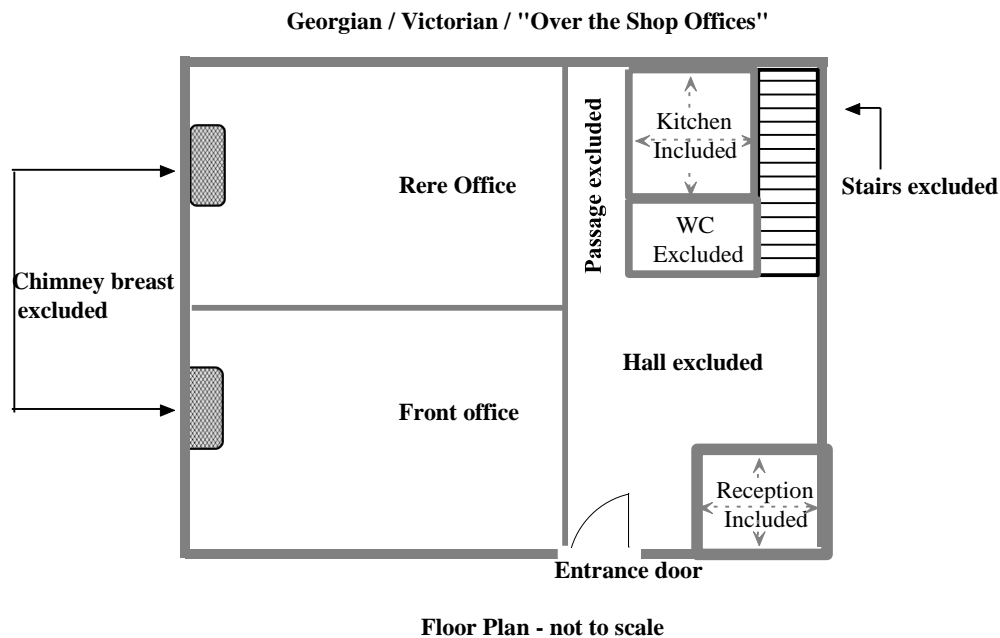 Georgian / Victorian / "Over the Shop Offices"
Kitchen
Included
Passage excluded
Rere Office
Stairs excluded
WC
Excluded
Chimney breast
excluded
Hall excluded
Front office
Reception
Included
Entrance door
Floor Plan - not to scale